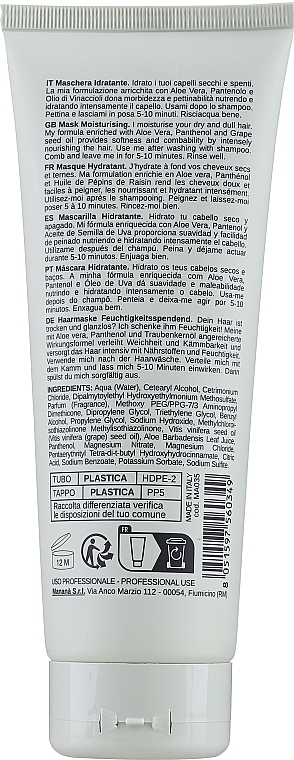 IT Maschera Idratante. Idrato i tuoi capelli secchi e spenti.
La mia formulazione arricchita con Aloe Vera, Pantenolo e
Olio di Vinaccioli dona morbidezza e pettinabilità nutrendo e
idratando i capelli intensamente. Usami dopo lo shampoo.
Pettina e lasciami in posa 5-10 minuti. Risciacqua bene.
GB Mask Moisturising. I moisturise your dry and dull hair.
My formula enriched with Aloe Vera, Panthenol and Grape
seed oil provides softness and combability by intensely
nourishing the hair. Use me after washing with shampoo.
Comb and leave me in for 5-10 minutes. Rinse well.
FR Masque Hydratant. J'hydrate à fond vos cheveux secs
et ternes. Ma formulation enrichie en Aloe Vera, Panthénol
et Huile de Pépins de Raisin rend les cheveux doux et
faciles à peigner, les nourissent et hydratant intensément.
Utilisez-moi après le shampooing. Peignez et laissez-moi
poser 5 à 10 minutes. Rincez-moi bien.
ES Mascarilla Hidratante. Hidrato tu cabello seco y
apagado. Mi fórmula enriquecida con Aloe Vera, Pantenol y
Aceite de Semilla de Uva proporciona suavidad y facilidad
de peinado nutriendo e hidratando intensamente el cabello.
Utilízame después del champú. Peina y déjame actuar
durante 5-10 minutos. Enjuaga bien.
PT Máscara Hidratante. Hidrato os teus cabelos secos e
baços. A minha fórmula enriquecida com Aloe Vera,
Pantenol e Óleo de Uva dá suavidade e maleabilidade
nutrindo e hidratando intensamente o cabelo. Usa-me
depois do champô. Penteia e deixa-me agir por 5-10
minutos. Enxagua bem.
DE Haarmaske Feuchtigkeitsspendend. Dein Haar ist
trocken und glanzlos? Ich schenke ihm Feuchtigkeit! Meine
mit Aloe vera, Panthenol und Traubenkernöl angereicherte
Wirkungsformel verleiht Weichheit und Kämmbarkeit und
versorgt das Haar intensiv mit Nährstoffen und Feuchtigkeit.
Verwende mich nach der Haarwäsche. Verteile mich mit
dem Kamm und lass mich 5-10 Minuten einwirken. Dann
spülst du mich sorgfältig aus.
INGREDIENTS: Aqua (Water), Cetearyl Alcohol, Cetrimonium
Chloride, Dipalmitoylethyl Hydroxyethylmonium Methosulfate,
Parfum (Fragrance), Methoxy PEG/PPG-7/3 Aminopropyl
Dimethicone, Dipropylene Glycol, Triethylene Glycol, Benzyl
Alcohol, Propylene Glycol, Sodium Hydroxide, Methylchlorol-
sothiazolinone Methylisothiazolinone, Vitis vinifera seed oil
(Vitis (grape) seed oil), Aloe Barbadensis Leaf Juice,
Panthenol, Magnesium Nitrate, Magnesium Chloride,
Pentaerythrityl Tetra-di-t-butyl Hydroxyhydrocinnamate, Citric
Acid, Sodium Benzoate, Potassium Sorbate, Sodium Sulfite.
TUBO PLASTICA HDPE-2
TAPPO PLASTICA PP5
Raccolta differenziata verifica
le disposizioni del tuo comune
MADE IN ITALY
COD. MA035
8 051597 560349
12 M
FR
USO PROFESSIONALE - PROFESSIONAL USE
Mananã S.r.l. Via Anco Marzio 112 - 00054, Fiumicino (RM)